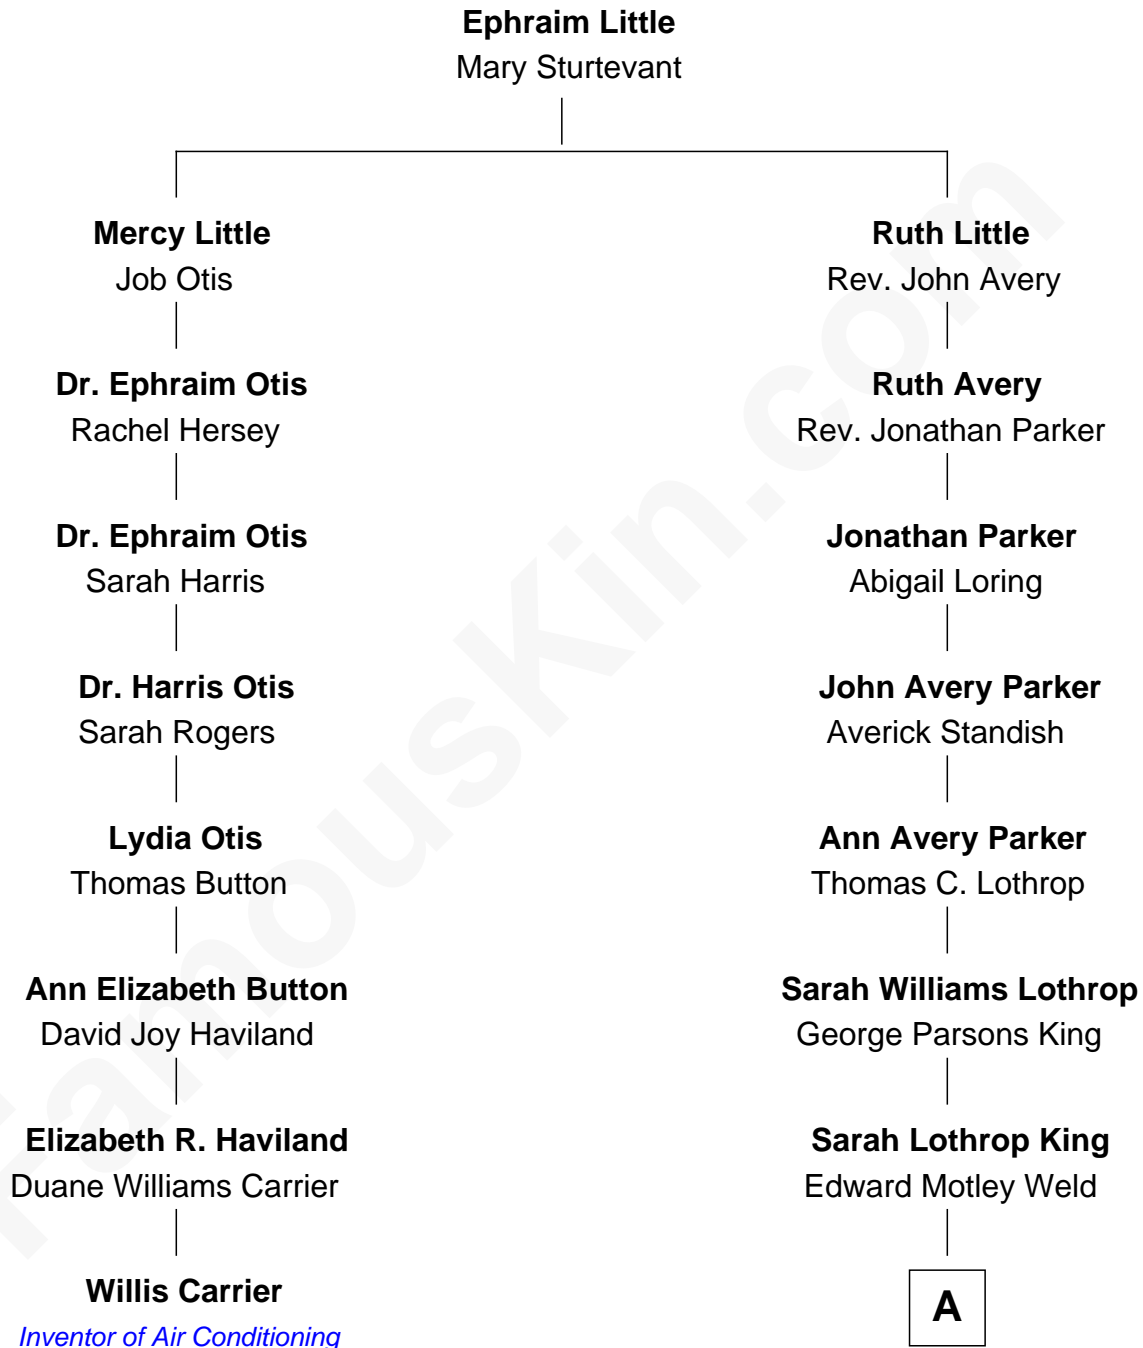 Ephraim Little
Mary Sturtevant
Mercy Little
Job Otis
Ruth Little
Rev. John Avery
Dr. Ephraim Otis
Rachel Hersey
Ruth Avery
Rev. Jonathan Parker
Dr. Ephraim Otis
Sarah Harris
Jonathan Parker
Abigail Loring
Dr. Harris Otis
Sarah Rogers
John Avery Parker
Averick Standish
Lydia Otis
Thomas Button
Ann Avery Parker
Thomas C. Lothrop
Ann Elizabeth Button
David Joy Haviland
Sarah Williams Lothrop
George Parsons King
Elizabeth R. Haviland
Duane Williams Carrier
Sarah Lothrop King
Edward Motley Weld
Willis Carrier
Inventor of Air Conditioning
A
FamousKin.com